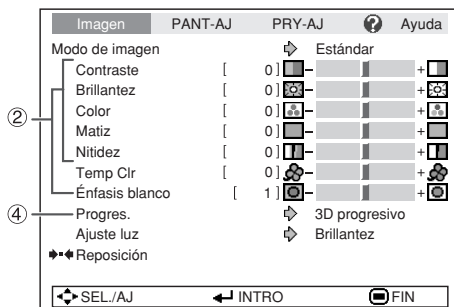 Imagen PANT-AJ PRY-AJ ? Ayuda
Modo de imagen Estándar
Contraste [ 0 ] - +
② Brillantez [ 0 ] - +
Color [ 0 ] - +
Matiz [ 0 ] - +
Nitidez [ 0 ] - +
Temp Clr [ 0 ] - +
Énfasis blanco [ 1 ] - +
④ Progres. 3D progresivo
Ajuste luz Brillantez
Reposición
SEL./AJ INTRO FIN